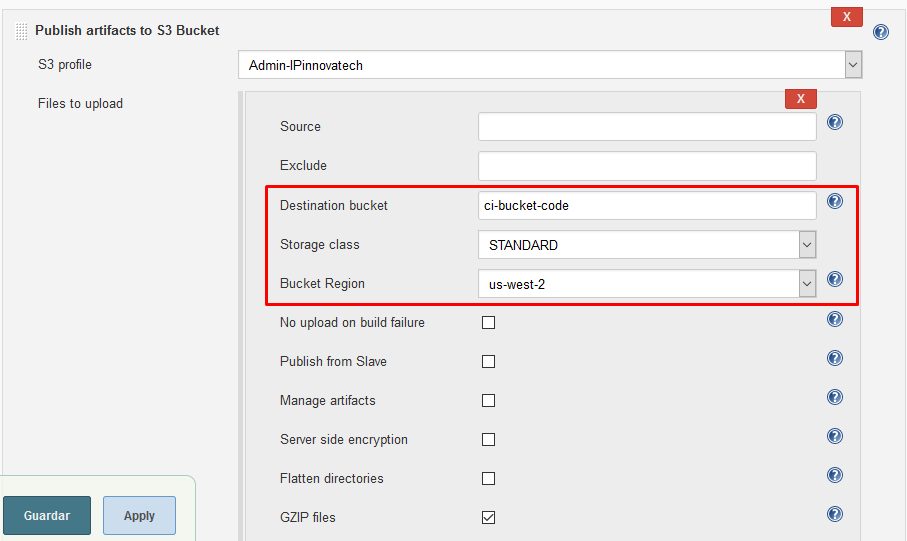 X
Publish artifacts to S3 Bucket
?
S3 profile
Admin-IPinnovatech
Files to upload
X
Source
?
Exclude
Destination bucket ci-bucket-code ?
Storage class STANDARD
Bucket Region us-west-2 ?
No upload on build failure ?
Publish from Slave ?
Manage artifacts ?
Server side encryption ?
Flatten directories ?
GZIP files ?
Guardar Apply